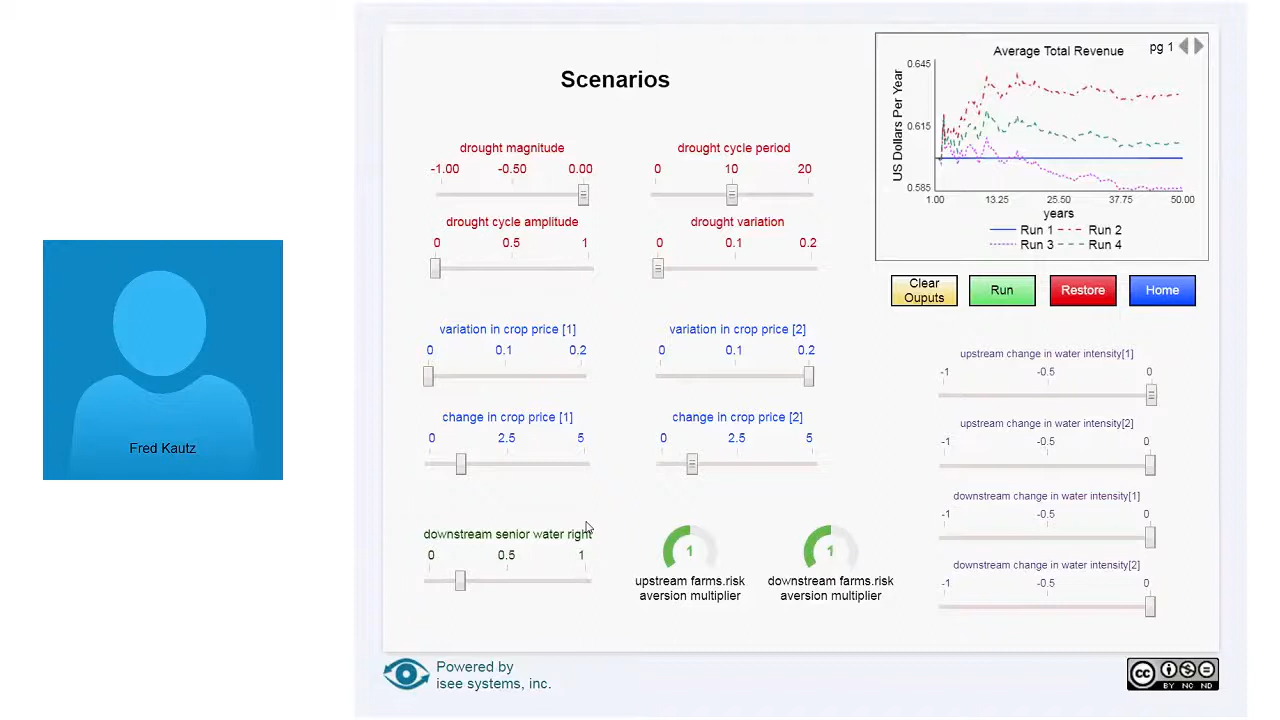 Scenarios
drought magnitude
-1.00 -0.50 0.00
drought cycle period
0 10 20
drought cycle amplitude
0 0.5 1
drought variation
0 0.1 0.2
variation in crop price [1]
0 0.1 0.2
variation in crop price [2]
0 0.1 0.2
change in crop price [1]
0 2.5 5
change in crop price [2]
0 2.5 5
downstream senior water right
0 0.5 1
1
upstream farms.risk
aversion multiplier
1
downstream farms.risk
aversion multiplier
Average Total Revenue
pg 1
US Dollars Per Year
0.645
0.615
0.585
1.00 13.25 25.50 37.75 50.00
years
Run 1 Run 2
Run 3 Run 4
Clear
Ouputs
Run
Restore
Home
upstream change in water intensity[1]
-1 -0.5 0
upstream change in water intensity[2]
-1 -0.5 0
downstream change in water intensity[1]
-1 -0.5 0
downstream change in water intensity[2]
-1 -0.5 0
Fred Kautz
Powered by
isee systems, inc.
cc
BY NC ND